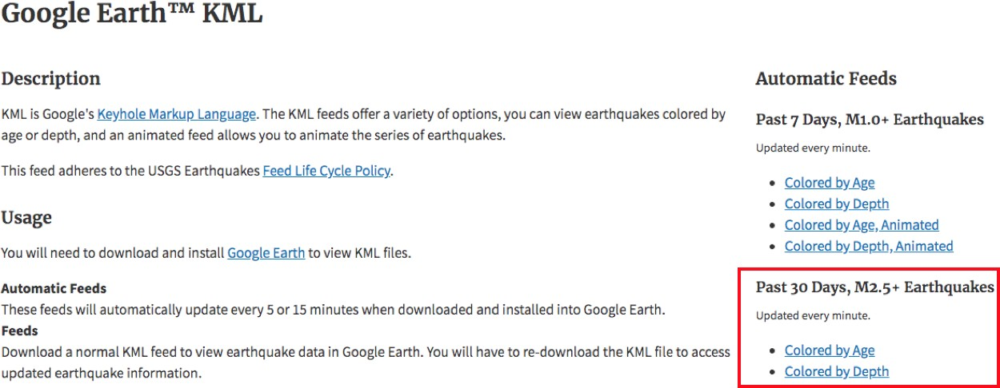 Google Earth™ KML
Description
KML is Google's Keyhole Markup Language. The KML feeds offer a variety of options, you can view earthquakes colored by
age or depth, and an animated feed allows you to animate the series of earthquakes.
This feed adheres to the USGS Earthquakes Feed Life Cycle Policy.
Usage
You will need to download and install Google Earth to view KML files.
Automatic Feeds
These feeds will automatically update every 5 or 15 minutes when downloaded and installed into Google Earth.
Feeds
Download a normal KML feed to view earthquake data in Google Earth. You will have to re-download the KML file to access
updated earthquake information.
Automatic Feeds
Past 7 Days, M1.0+ Earthquakes
Updated every minute.
• Colored by Age
• Colored by Depth
• Colored by Age, Animated
• Colored by Depth, Animated
Past 30 Days, M2.5+ Earthquakes
Updated every minute.
• Colored by Age
• Colored by Depth